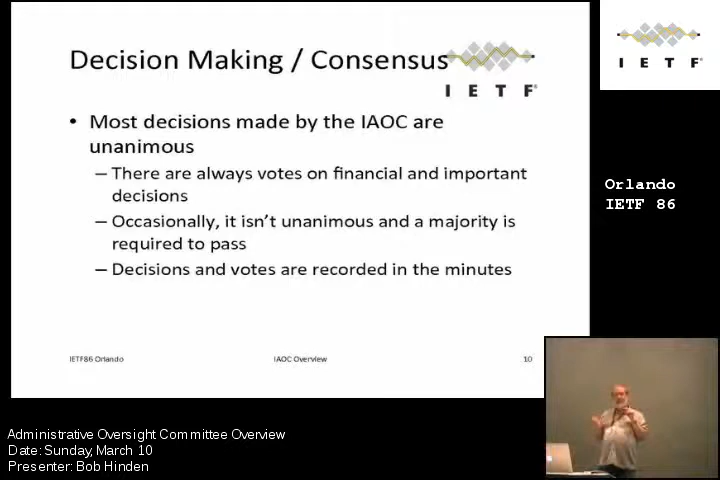 Decision Making / Consensus
I E T F®
• Most decisions made by the IAOC are
unanimous
– There are always votes on financial and important
decisions
– Occasionally, it isn't unanimous and a majority is
required to pass
– Decisions and votes are recorded in the minutes
IETF86 Orlando
IAOC Overview
10
I E T F®
Orlando
IETF 86
Administrative Oversight Committee Overview
Date: Sunday, March 10
Presenter: Bob Hinden